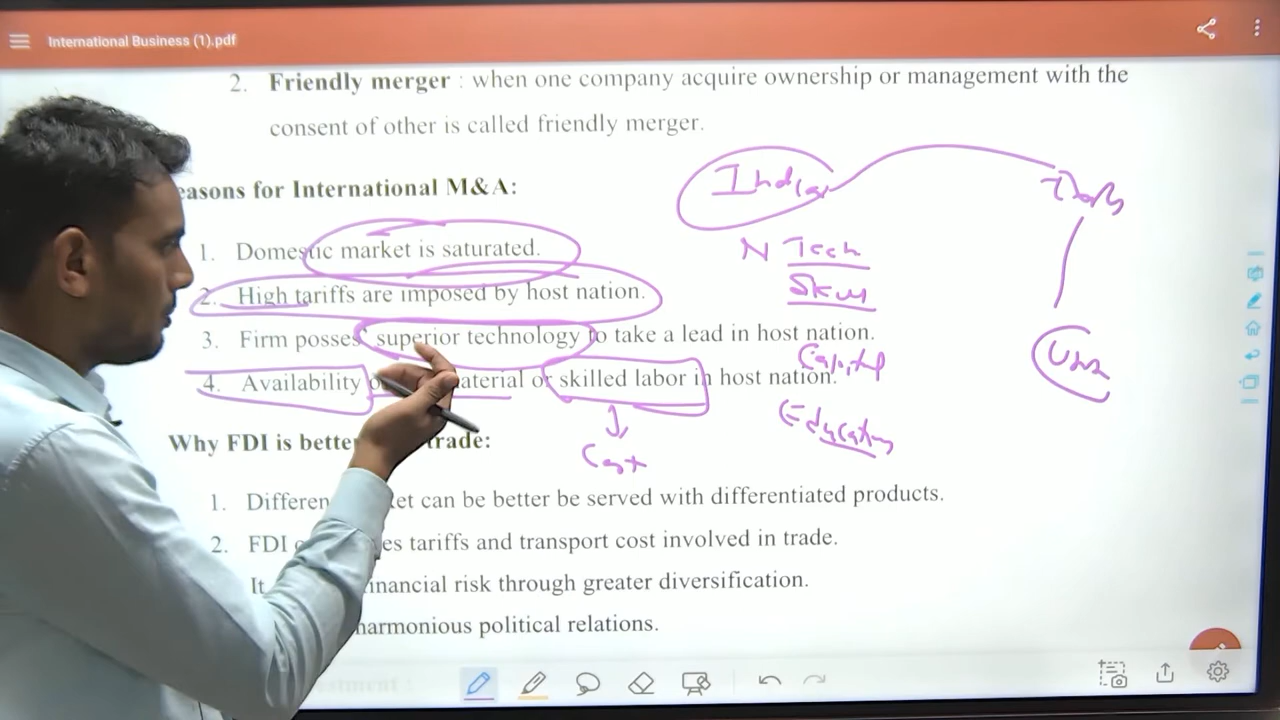 International Business (1).pdf
2. Friendly merger : when one company acquire ownership or management with the
consent of other is called friendly merger.
easons for International M&A:
1. Domestic market is saturated.
2. High tariffs are imposed by host nation.
3. Firm posses superior technology to take a lead in host nation.
4. Availability aterial or skilled labor in host nation.
Why FDI is bette trade:
1. Differen et can be better be served with differentiated products.
2. FDI es tariffs and transport cost involved in trade.
It inancial risk through greater diversification.
harmonious political relations.
India
N Tech
Skill
Capital
Education
Cost